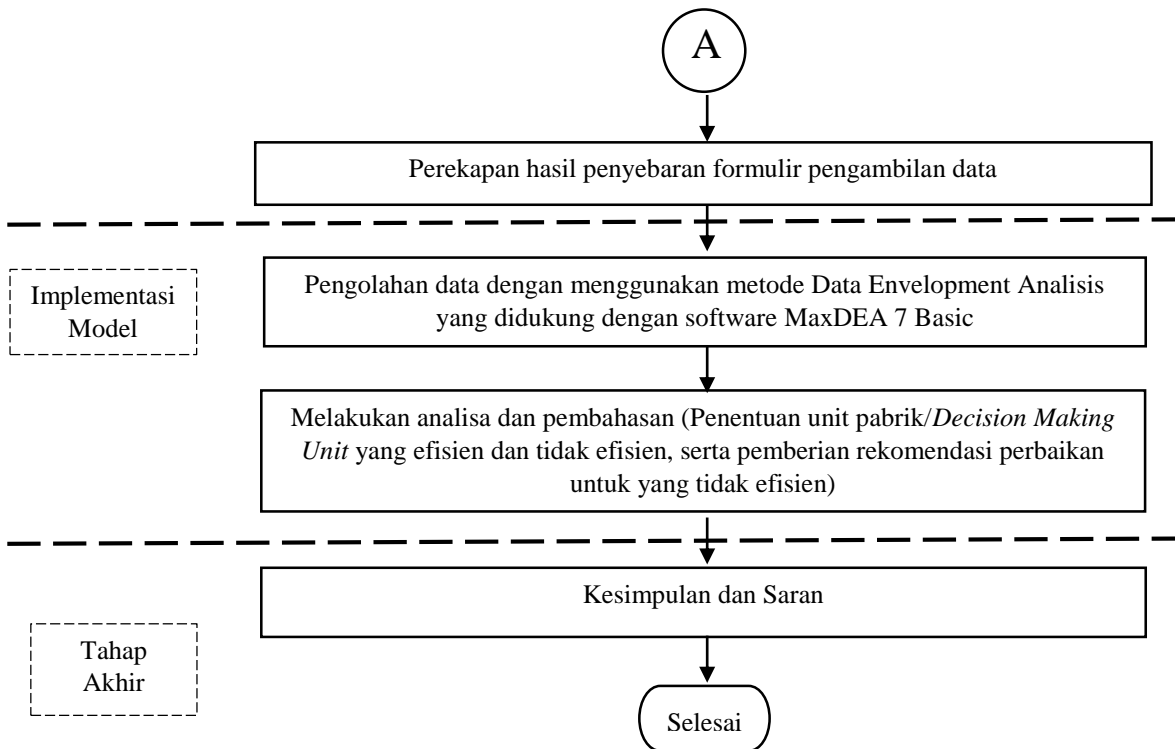 A
Perekapan hasil penyebaran formulir pengambilan data
Implementasi
Model
Pengolahan data dengan menggunakan metode Data Envelopment Analisis
yang didukung dengan software MaxDEA 7 Basic
Melakukan analisa dan pembahasan (Penentuan unit pabrik/Decision Making
Unit yang efisien dan tidak efisien, serta pemberian rekomendasi perbaikan
untuk yang tidak efisien)
Kesimpulan dan Saran
Tahap
Akhir
Selesai